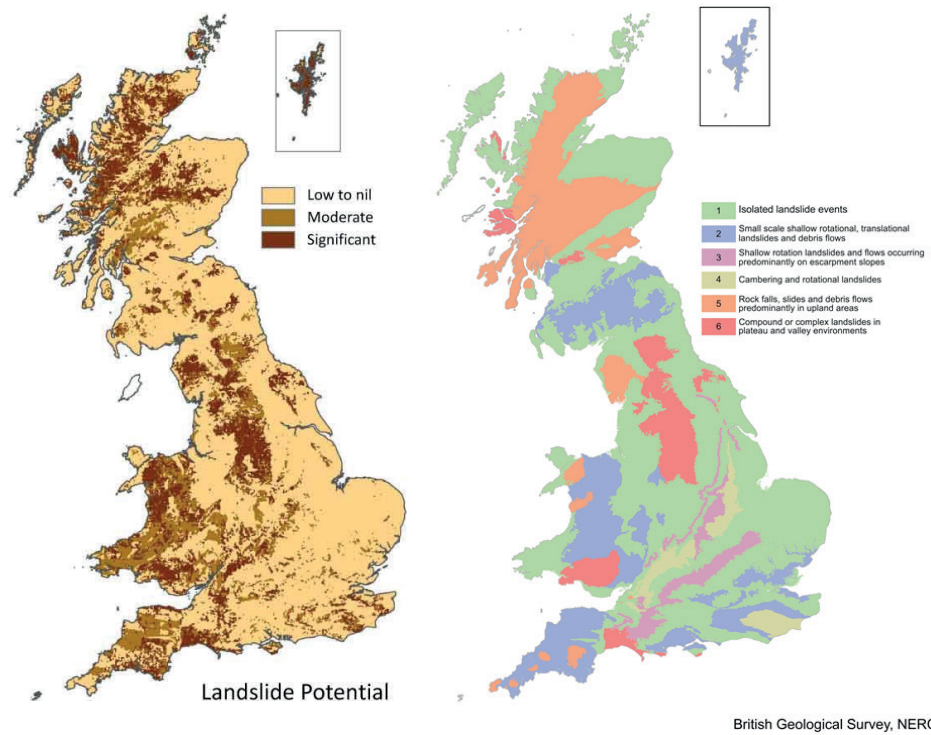 Low to nil
Moderate
Significant
Landslide Potential
1 Isolated landslide events
2 Small scale shallow rotational, translational
landslides and debris flows
3 Shallow rotation landslides and flows occurring
predominantly on escarpment slopes
4 Cambering and rotational landslides
5 Rock falls, slides and debris flows
predominantly in upland areas
6 Compound or complex landslides in
plateau and valley environments
British Geological Survey, NERC